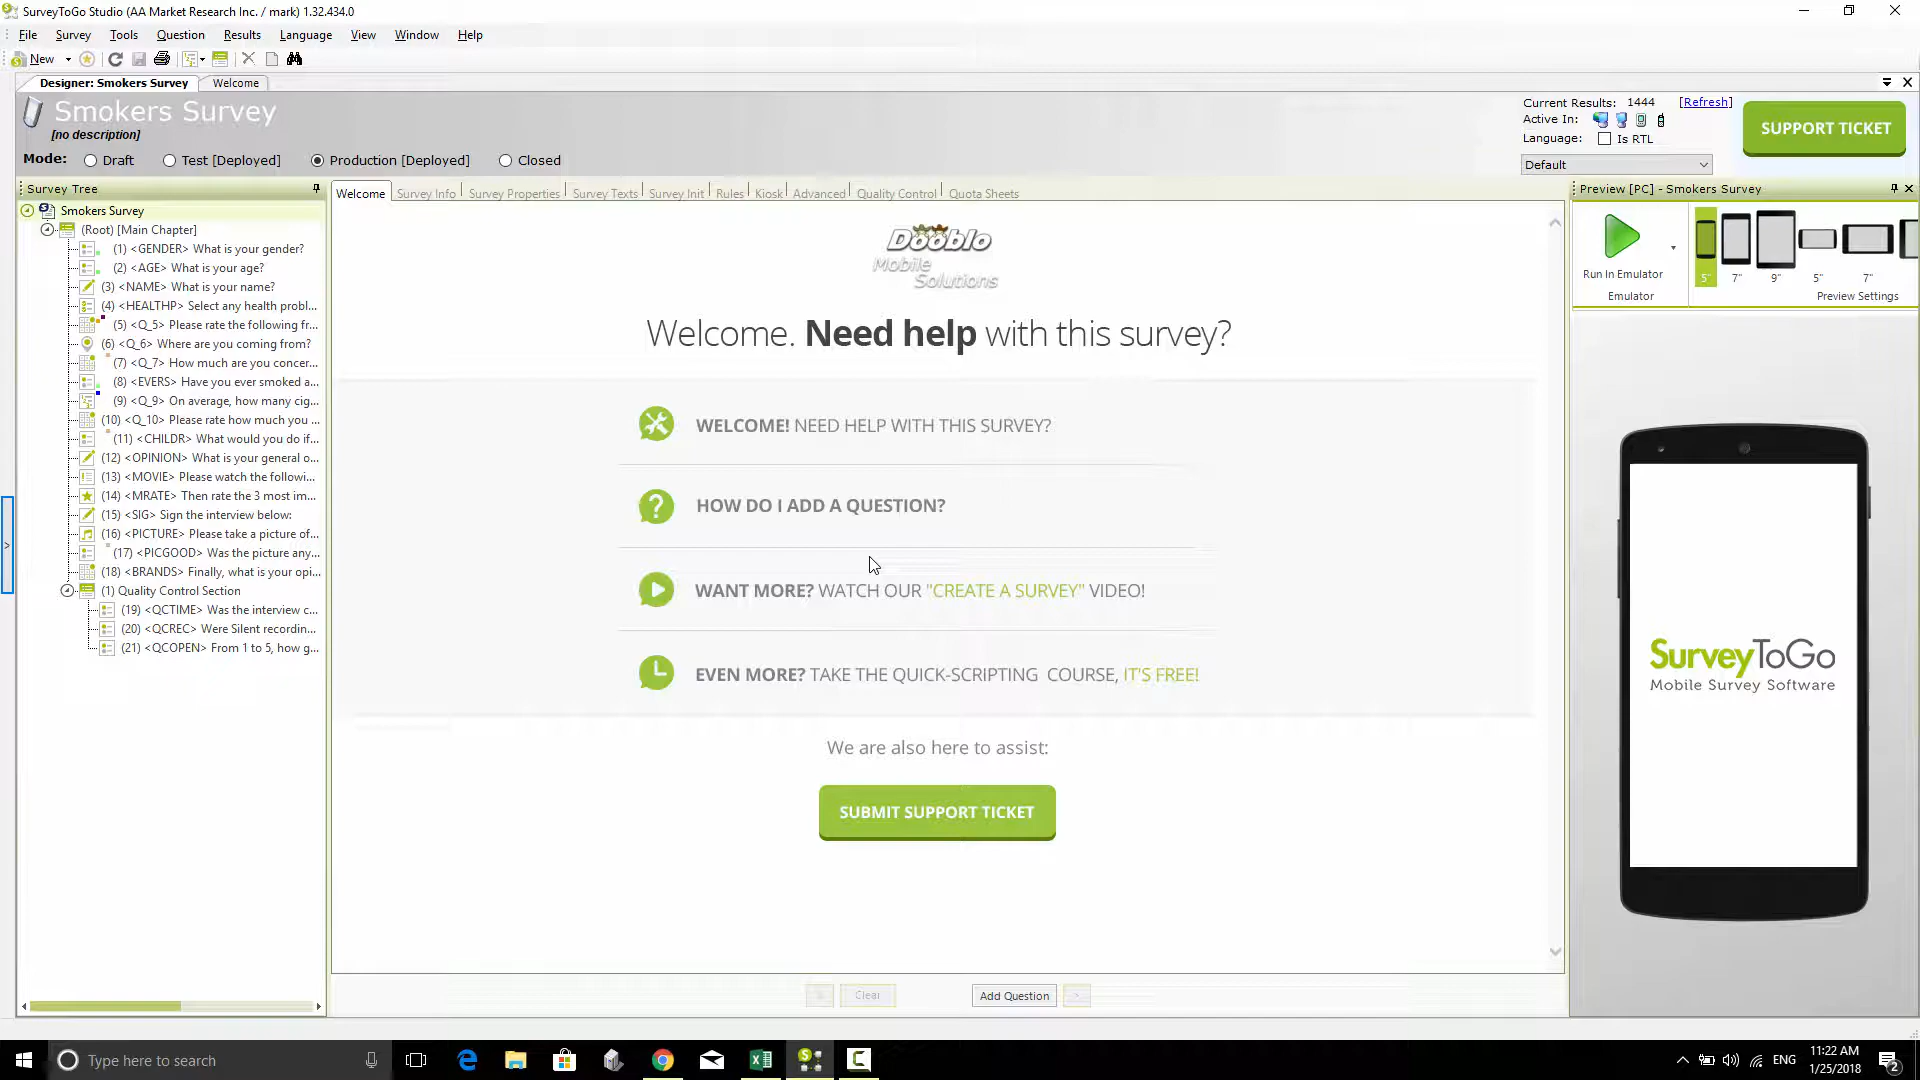 SurveyToGo Studio (AA Market Research Inc. / mark) 1.32.434.0
File Survey Tools Question Results Language View Window Help
New
Designer: Smokers Survey Welcome
Smokers Survey
[no description]
Mode: Draft Test [Deployed] Production [Deployed] Closed
Current Results: 1444 [Refresh]
Active In:
Language: Is RTL
Default
SUPPORT TICKET
Survey Tree
Smokers Survey
(Root) [Main Chapter]
(1) <GENDER> What is your gender?
(2) <AGE> What is your age?
(3) <NAME> What is your name?
(4) <HEALTHP> Select any health probl...
(5) <Q_5> Please rate the following fr...
(6) <Q_6> Where are you coming from?
(7) <Q_7> How much are you concer...
(8) <EVERS> Have you ever smoked a...
(9) <Q_9> On average, how many cig...
(10) <Q_10> Please rate how much you ...
(11) <CHILDR> What would you do if...
(12) <OPINION> What is your general o...
(13) <MOVIE> Please watch the followi...
(14) <MRATE> Then rate the 3 most im...
(15) <SIG> Sign the interview below:
(16) <PICTURE> Please take a picture of...
(17) <PICGOOD> Was the picture any...
(18) <BRANDS> Finally, what is your opi...
(1) Quality Control Section
(19) <QCTIME> Was the interview c...
(20) <QCREC> Were Silent recordin...
(21) <QCOPEN> From 1 to 5, how g...
Welcome Survey Info Survey Properties Survey Texts Survey Init Rules Kiosk Advanced Quality Control Quota Sheets
Dooblo
Mobile
Solutions
Welcome. Need help with this survey?
WELCOME! NEED HELP WITH THIS SURVEY?
HOW DO I ADD A QUESTION?
WANT MORE? WATCH OUR "CREATE A SURVEY" VIDEO!
EVEN MORE? TAKE THE QUICK-SCRIPTING COURSE, IT'S FREE!
We are also here to assist:
SUBMIT SUPPORT TICKET
Clear Add Question >
Preview [PC] - Smokers Survey
Run In Emulator
Emulator
5" 7" 9" 5" 7"
Preview Settings
SurveyToGo
Mobile Survey Software
Type here to search
ENG
11:22 AM
1/25/2018
2